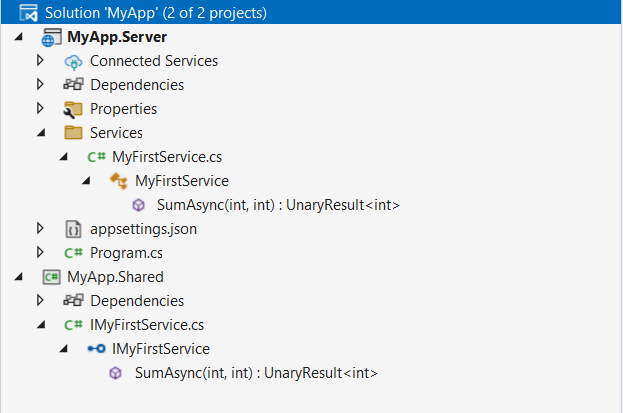 Solution 'MyApp' (2 of 2 projects)
MyApp.Server
Connected Services
Dependencies
Properties
Services
C# MyFirstService.cs
MyFirstService
SumAsync(int, int) : UnaryResult<int>
appsettings.json
C# Program.cs
C# MyApp.Shared
Dependencies
C# IMyFirstService.cs
IMyFirstService
SumAsync(int, int) : UnaryResult<int>